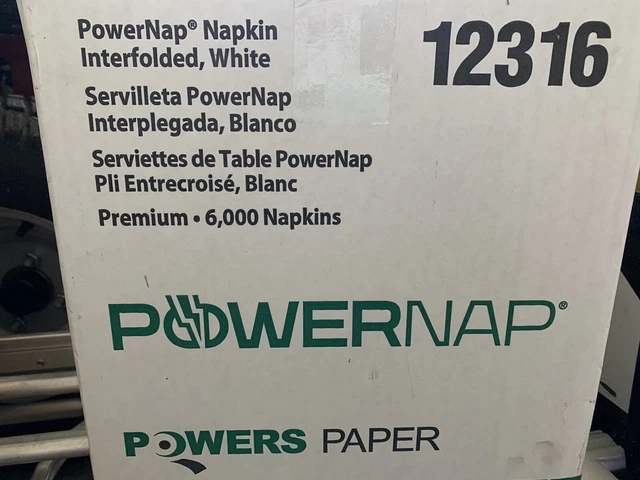 PowerNap® Napkin
Interfolded, White
12316
Servilleta PowerNap
Interplegada, Blanco
Serviettes de Table PowerNap
Pli Entrecroisé, Blanc
Premium • 6,000 Napkins
POWERNAP®
POWERS PAPER